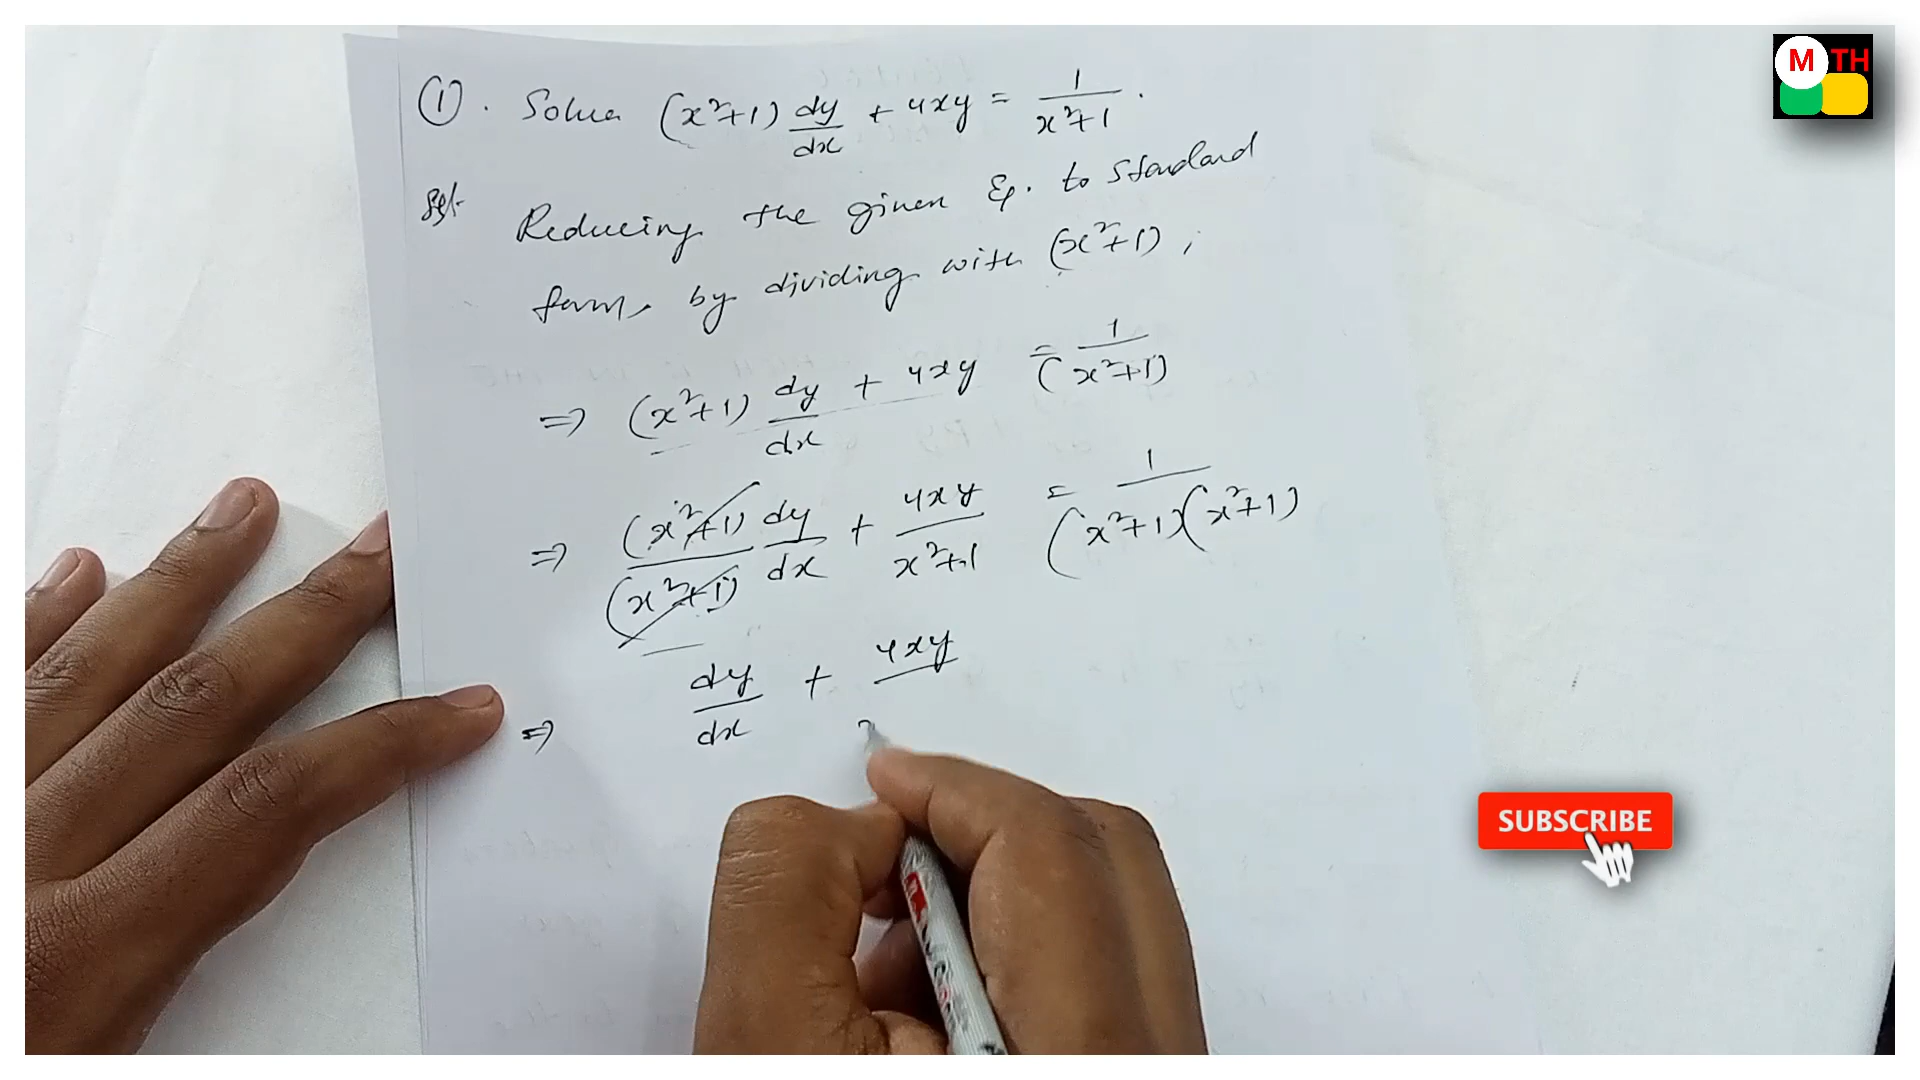 ①. Solve (x²+1) dy/dx + 4xy = 1/(x²+1).
Sol- Reducing the given Eq. to standard
form, by dividing with (x²+1),
⇒ (x²+1) dy/dx + 4xy = 1/(x²+1)
⇒ (x²+1)/(x²+1) dy/dx + 4xy/(x²+1) = 1/((x²+1)(x²+1))
⇒ dy/dx + 4xy
M TH
SUBSCRIBE